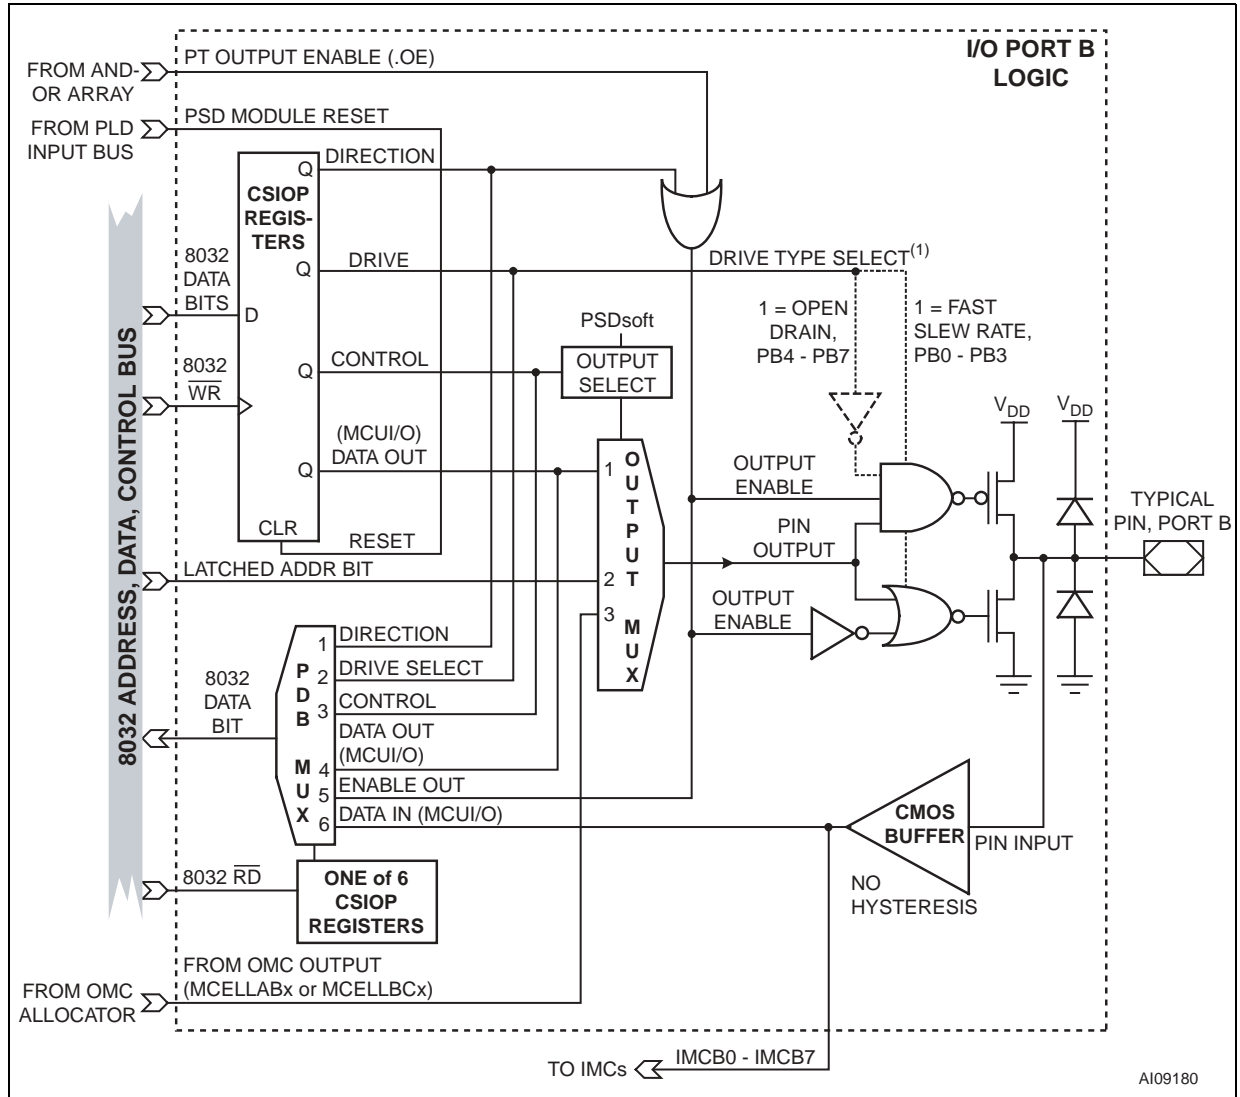 I/O PORT B
LOGIC
PT OUTPUT ENABLE (.OE)
FROM AND-
OR ARRAY
PSD MODULE RESET
FROM PLD
INPUT BUS
DIRECTION
Q
CSIOP
REGIS-
TERS
8032
DATA
BITS
D
Q
DRIVE
DRIVE TYPE SELECT(1)
1 = OPEN
DRAIN,
PB4 - PB7
1 = FAST
SLEW RATE,
PB0 - PB3
PSDsoft
OUTPUT
SELECT
8032
WR
Q
CONTROL
(MCUI/O)
DATA OUT
Q
CLR
RESET
8032 ADDRESS, DATA, CONTROL BUS
LATCHED ADDR BIT
1
2
3
OUTPUT MUX
OUTPUT
ENABLE
PIN
OUTPUT
OUTPUT
ENABLE
VDD
VDD
TYPICAL
PIN, PORT B
PDB MUX
1
DIRECTION
2
DRIVE SELECT
3
CONTROL
DATA OUT
(MCUI/O)
4
5
ENABLE OUT
6
DATA IN (MCUI/O)
8032
DATA
BIT
CMOS
BUFFER
PIN INPUT
NO
HYSTERESIS
8032 RD
ONE of 6
CSIOP
REGISTERS
FROM OMC OUTPUT
(MCELLABx or MCELLBCx)
FROM OMC
ALLOCATOR
TO IMCs
IMCB0 - IMCB7
AI09180